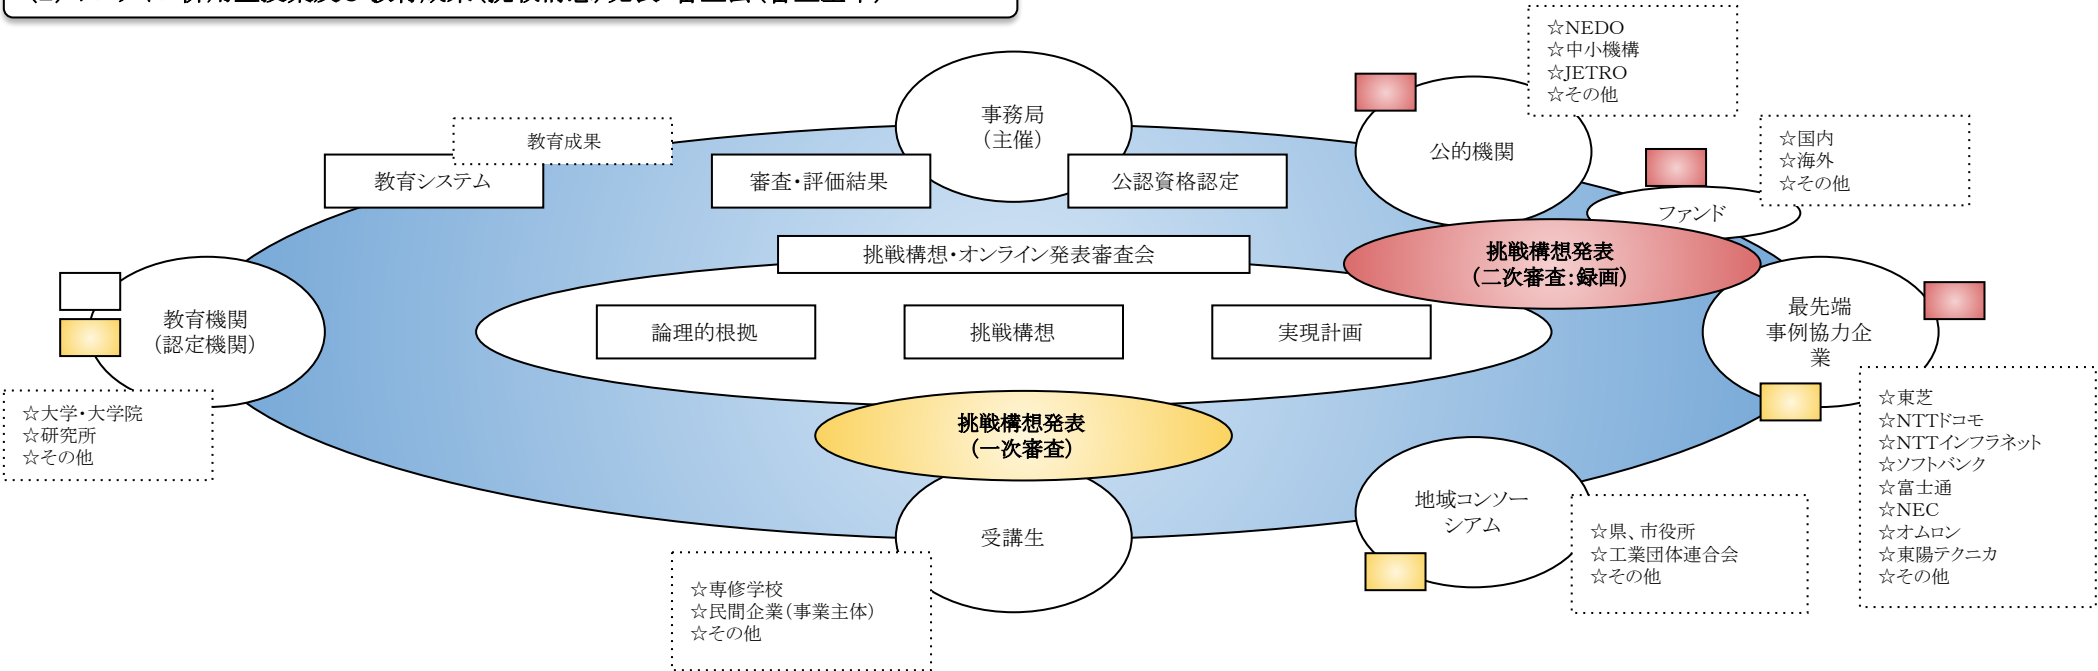 ☆NEDO
☆中小機構
☆JETRO
☆その他
事務局
(主催)
公的機関
教育成果
☆国内
☆海外
☆その他
教育システム
審査・評価結果
公認資格認定
ファンド
挑戦構想・オンライン発表審査会
挑戦構想発表
(二次審査:録画)
教育機関
(認定機関)
論理的根拠
挑戦構想
実現計画
最先端
事例協力企
業
☆大学・大学院
☆研究所
☆その他
挑戦構想発表
(一次審査)
☆東芝
☆NTTドコモ
☆NTTインフラネット
☆ソフトバンク
☆富士通
☆NEC
☆オムロン
☆東陽テクニカ
☆その他
地域コンソー
シアム
☆県、市役所
☆工業団体連合会
☆その他
受講生
☆専修学校
☆民間企業(事業主体)
☆その他